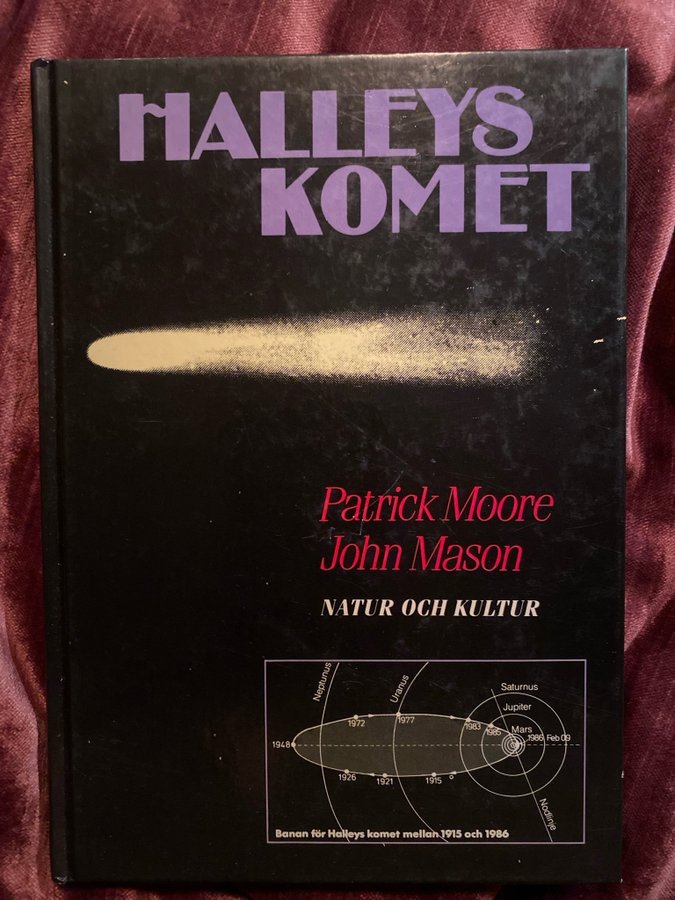 HALLEYS
KOMET
Patrick Moore
John Mason
NATUR OCH KULTUR
Neptunus
Uranus
Saturnus
Jupiter
Mars
1972
1977
1983
1985
1986 Feb 09
1948
1926
1921
1915
Nodlinje
Banan för Halleys komet mellan 1915 och 1986